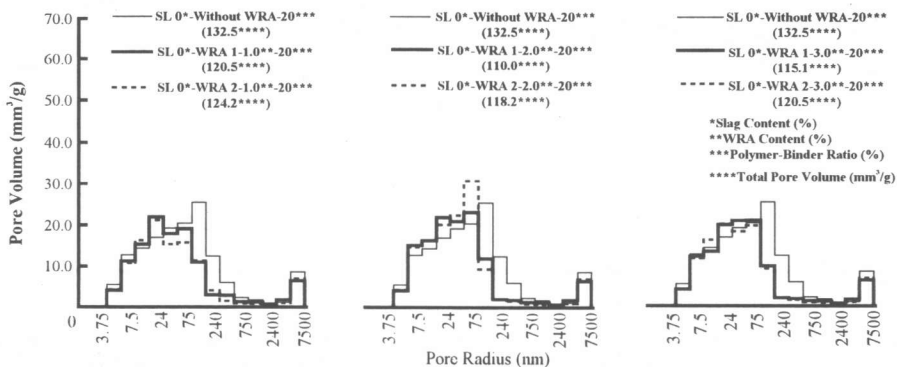 70.0
60.0
50.0
40.0
30.0
20.0
10.0
0
Pore Volume (mm³/g)
SL 0*-Without WRA-20***
(132.5****)
SL 0*-WRA 1-1.0**-20***
(120.5****)
SL 0*-WRA 2-1.0**-20***
(124.2****)
3.75
7.5
24
75
240
750
2400
7500
SL 0*-Without WRA-20***
(132.5****)
SL 0*-WRA 1-2.0**-20***
(110.0****)
SL 0*-WRA 2-2.0**-20***
(118.2****)
3.75
7.5
24
75
240
750
2400
7500
SL 0*-Without WRA-20***
(132.5****)
SL 0*-WRA 1-3.0**-20***
(115.1****)
SL 0*-WRA 2-3.0**-20***
(120.5****)
*Slag Content (%)
**WRA Content (%)
***Polymer-Binder Ratio (%)
****Total Pore Volume (mm³/g)
3.75
7.5
24
75
240
750
2400
7500
Pore Radius (nm)